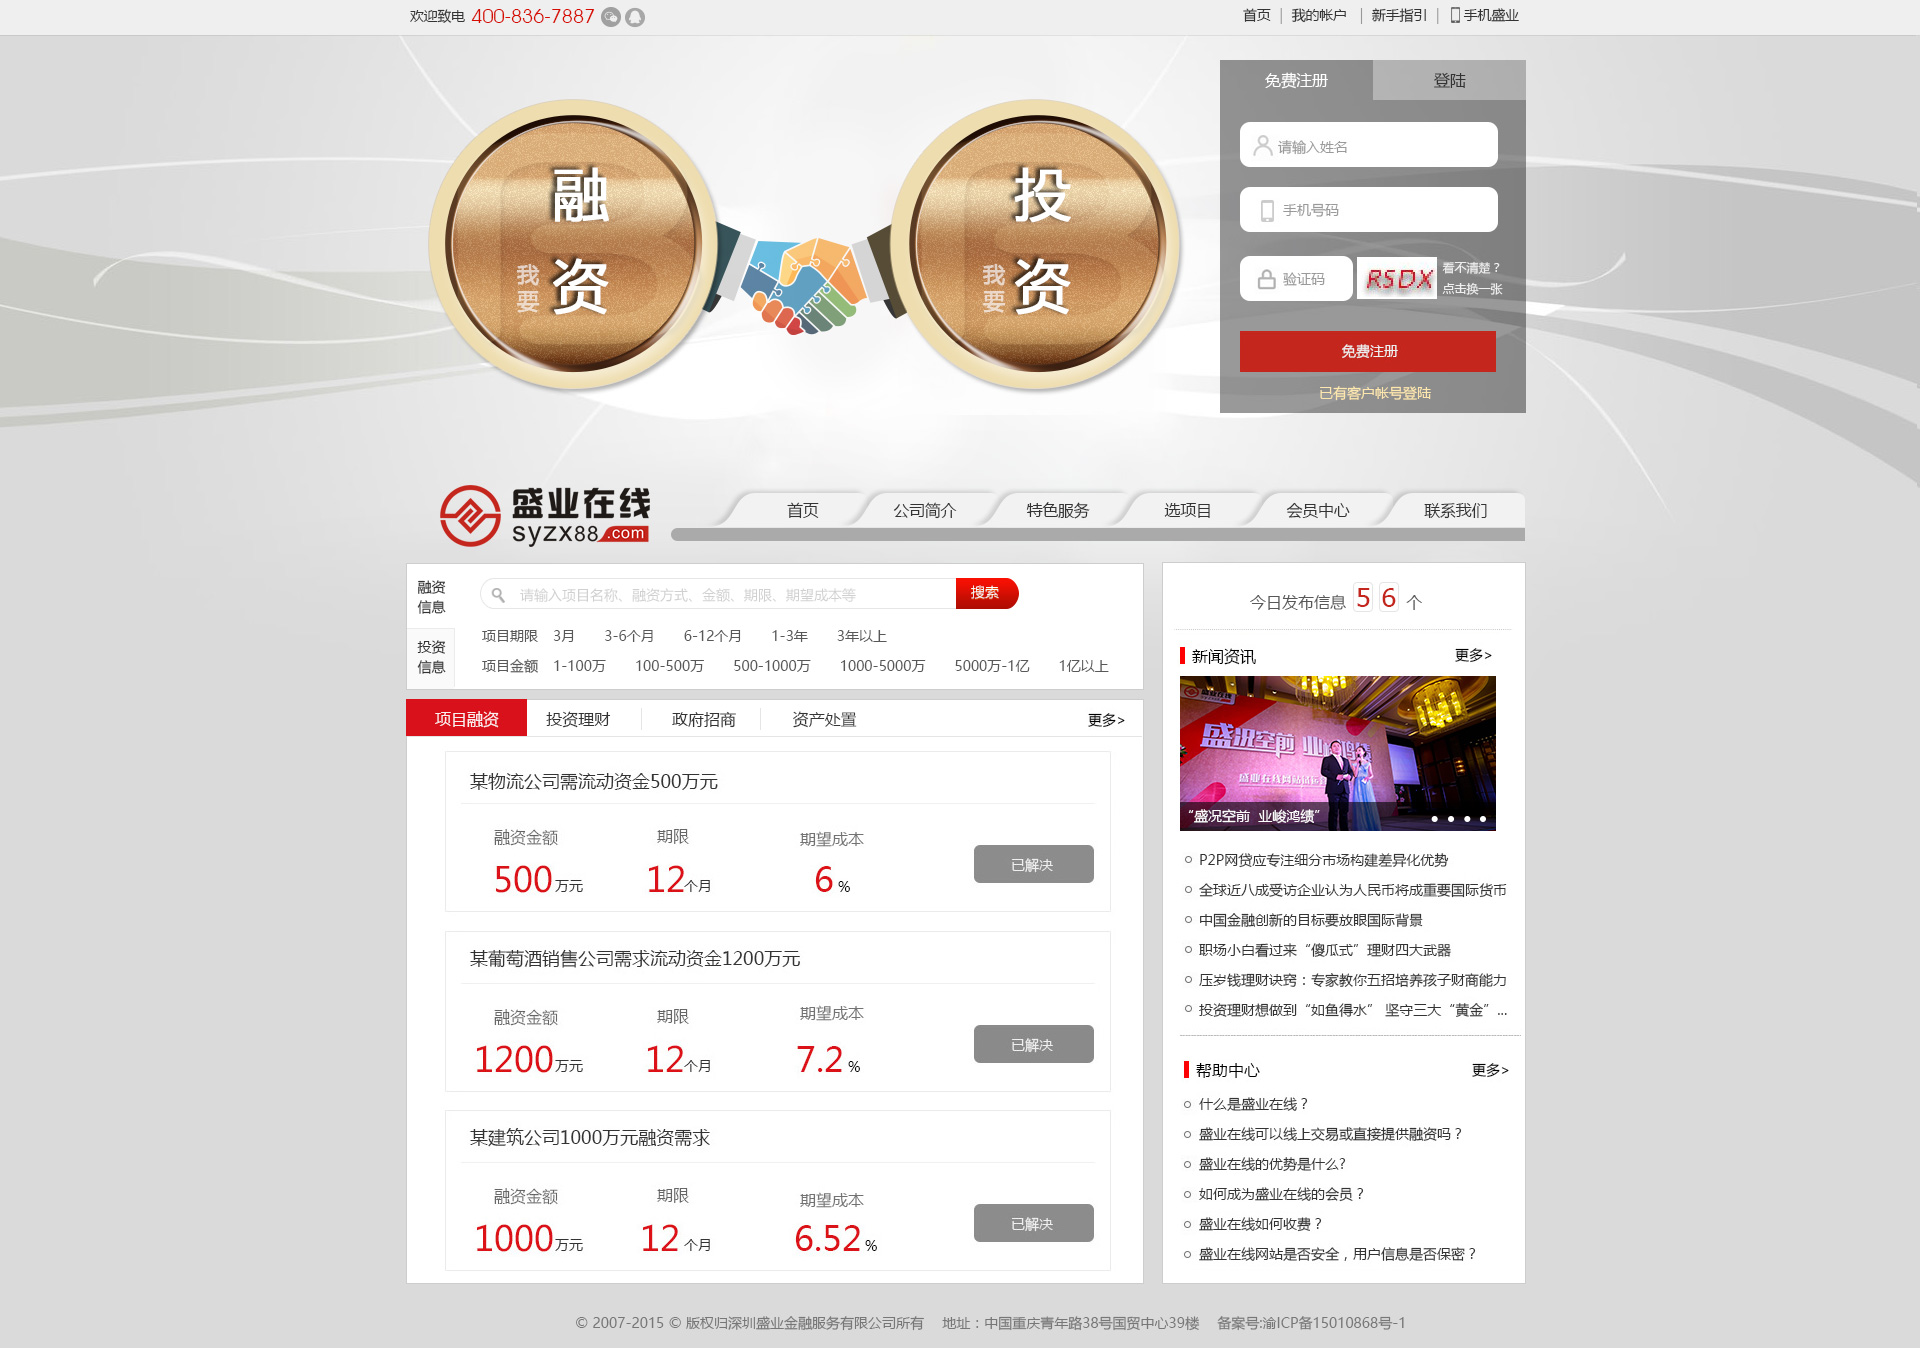 欢迎致电 400-836-7887
首页 | 我的帐户 | 新手指引 | 手机盛业
免费注册 登陆
融资
我要
投资
我要
请输入姓名
手机号码
验证码 RSDX 看不清楚？
点击换一张
免费注册
已有客户帐号登陆
盛业在线
syzx88.com
首页 公司简介 特色服务 选项目 会员中心 联系我们
融资
信息
请输入项目名称、融资方式、金额、期限、期望成本等 搜索
项目期限 3月 3-6个月 6-12个月 1-3年 3年以上
投资
信息
项目金额 1-100万 100-500万 500-1000万 1000-5000万 5000万-1亿 1亿以上
项目融资 投资理财 政府招商 资产处置 更多>
某物流公司需流动资金500万元
融资金额 期限 期望成本
500万元 12个月 6 % 已解决
某葡萄酒销售公司需求流动资金1200万元
融资金额 期限 期望成本
1200万元 12个月 7.2 % 已解决
某建筑公司1000万元融资需求
融资金额 期限 期望成本
1000万元 12 个月 6.52 % 已解决
今日发布信息 5 6 个
新闻资讯 更多>
盛业在线
盛况空前 业峻鸿绩
“盛况空前 业峻鸿绩”
P2P网贷应专注细分市场构建差异化优势
全球近八成受访企业认为人民币将成重要国际货币
中国金融创新的目标要放眼国际背景
职场小白看过来“傻瓜式”理财四大武器
压岁钱理财诀窍：专家教你五招培养孩子财商能力
投资理财想做到“如鱼得水” 坚守三大“黄金”...
帮助中心 更多>
什么是盛业在线？
盛业在线可以线上交易或直接提供融资吗？
盛业在线的优势是什么?
如何成为盛业在线的会员？
盛业在线如何收费？
盛业在线网站是否安全，用户信息是否保密？
© 2007-2015 © 版权归深圳盛业金融服务有限公司所有 地址：中国重庆青年路38号国贸中心39楼 备案号:渝ICP备15010868号-1